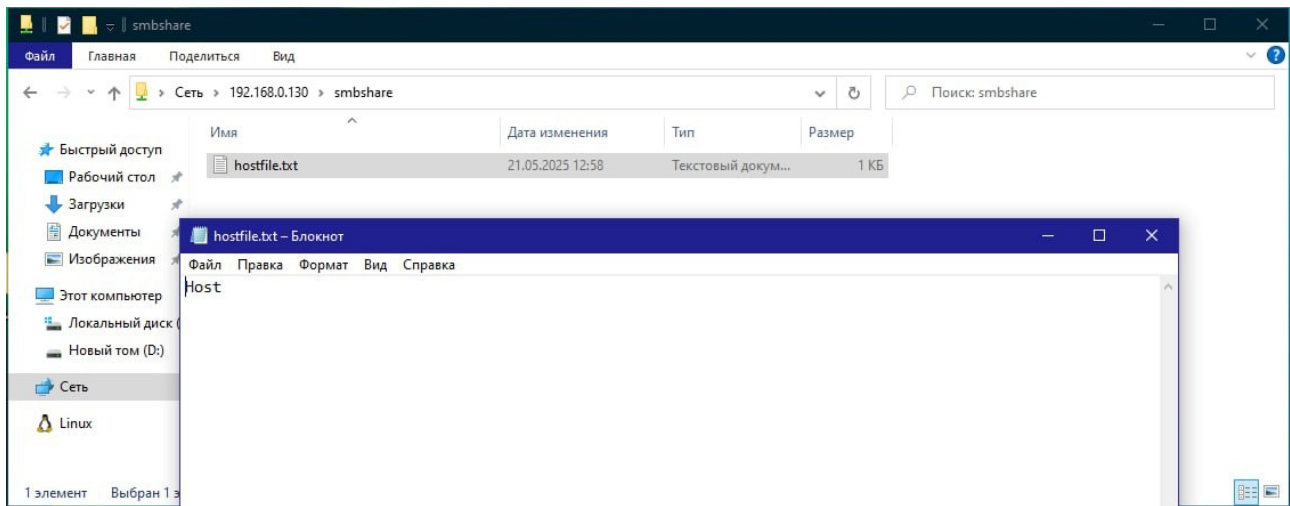 smbshare
Файл Главная Поделиться Вид
Сеть > 192.168.0.130 > smbshare
Поиск: smbshare
Имя Дата изменения Тип Размер
hostfile.txt 21.05.2025 12:58 Текстовый докум... 1 КБ
Быстрый доступ
Рабочий стол
Загрузки
Документы
Изображения
Этот компьютер
Локальный диск (
Новый том (D:)
Сеть
Linux
1 элемент Выбран 1 э
hostfile.txt – Блокнот
Файл Правка Формат Вид Справка
Host